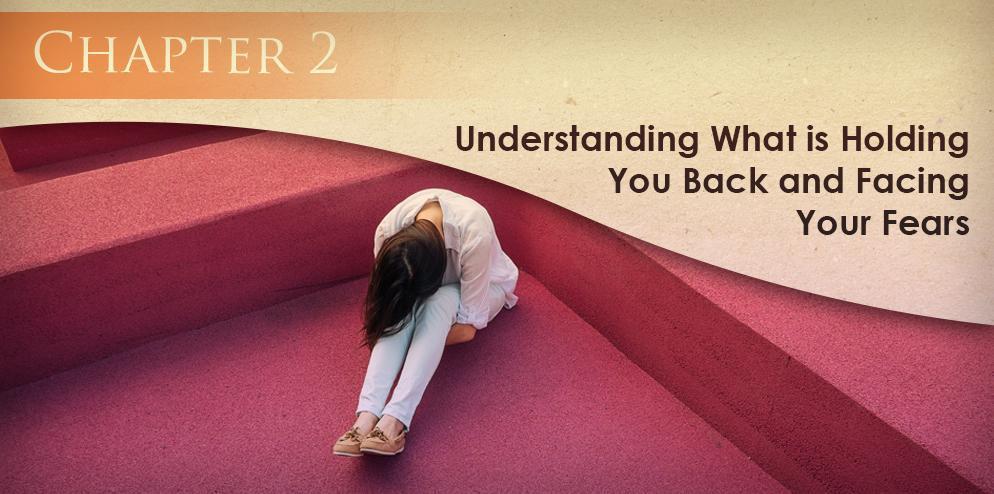 Chapter 2
Understanding What is Holding
You Back and Facing
Your Fears